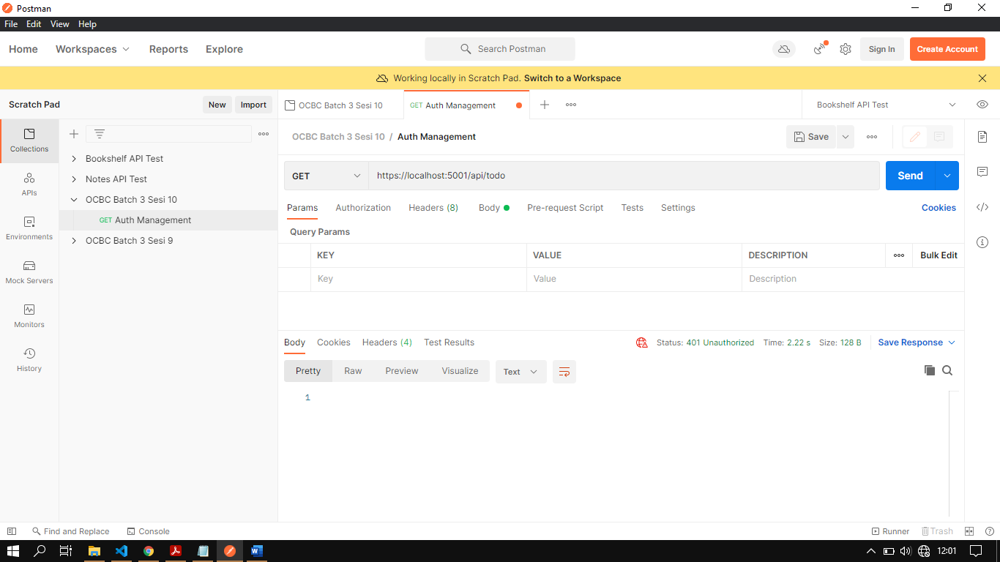 Postman
File Edit View Help
Home Workspaces Reports Explore Search Postman Sign In Create Account
Working locally in Scratch Pad. Switch to a Workspace
Scratch Pad New Import OCBC Batch 3 Sesi 10 GET Auth Management Bookshelf API Test
OCBC Batch 3 Sesi 10 / Auth Management Save
Collections
Bookshelf API Test
Notes API Test
OCBC Batch 3 Sesi 10
GET Auth Management
OCBC Batch 3 Sesi 9
APIs
Environments
Mock Servers
Monitors
History
GET https://localhost:5001/api/todo Send
Params Authorization Headers (8) Body Pre-request Script Tests Settings Cookies
Query Params
KEY VALUE DESCRIPTION Bulk Edit
Key Value Description
Body Cookies Headers (4) Test Results Status: 401 Unauthorized Time: 2.22 s Size: 128 B Save Response
Pretty Raw Preview Visualize Text
1
Find and Replace Console Runner Trash
12:01